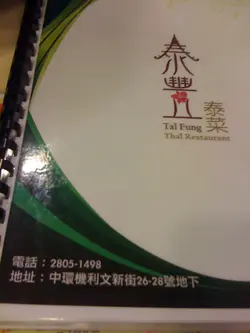 泰豐
泰菜
Tai Fung
Thai Restaurant
電話：2805-1498
地址：中環機利文新街26-28號地下